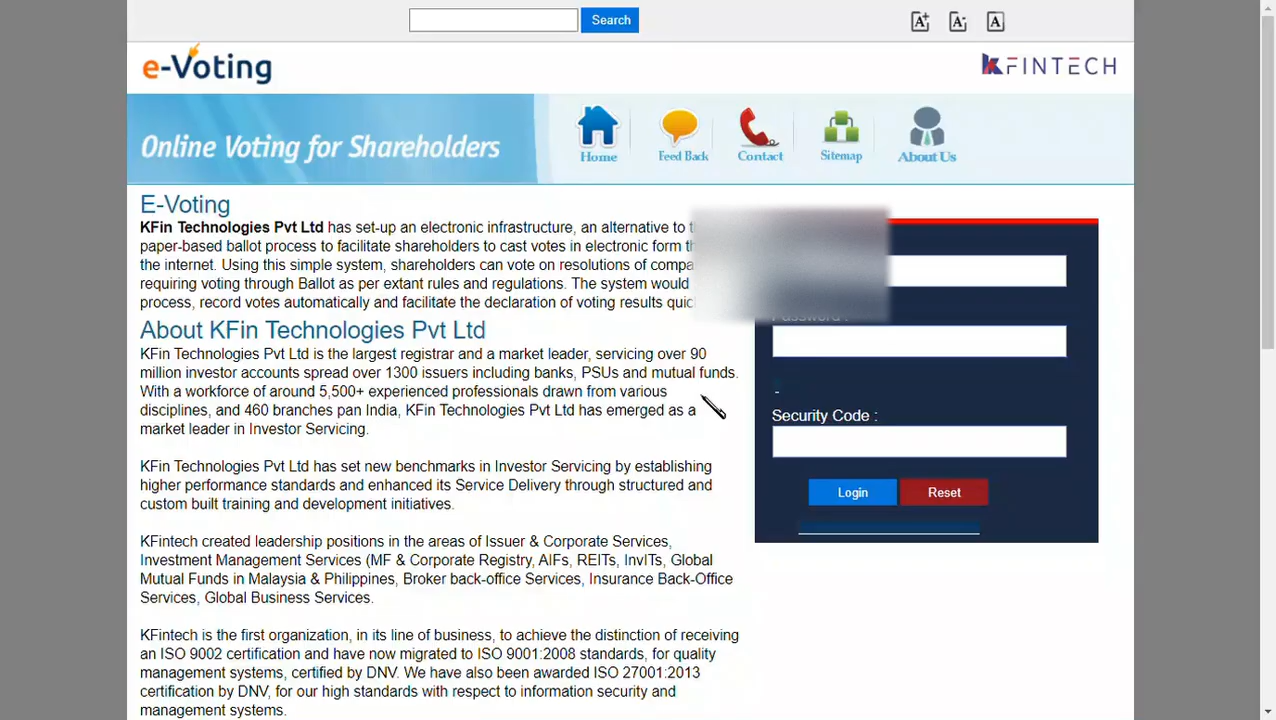 Search
A+ A- A
e-Voting
KFINTECH
Online Voting for Shareholders
Home
Feed Back
Contact
Sitemap
About Us
E-Voting
KFin Technologies Pvt Ltd has set-up an electronic infrastructure, an alternative to
paper-based ballot process to facilitate shareholders to cast votes in electronic form
the internet. Using this simple system, shareholders can vote on resolutions of
requiring voting through Ballot as per extant rules and regulations. The system would
process, record votes automatically and facilitate the declaration of voting results
About KFin Technologies Pvt Ltd
KFin Technologies Pvt Ltd is the largest registrar and a market leader, servicing over 90
million investor accounts spread over 1300 issuers including banks, PSUs and mutual funds.
With a workforce of around 5,500+ experienced professionals drawn from various
disciplines, and 460 branches pan India, KFin Technologies Pvt Ltd has emerged as a
market leader in Investor Servicing.
KFin Technologies Pvt Ltd has set new benchmarks in Investor Servicing by establishing
higher performance standards and enhanced its Service Delivery through structured and
custom built training and development initiatives.
KFintech created leadership positions in the areas of Issuer & Corporate Services,
Investment Management Services (MF & Corporate Registry, AIFs, REITs, InvITs, Global
Mutual Funds in Malaysia & Philippines, Broker back-office Services, Insurance Back-Office
Services, Global Business Services.
KFintech is the first organization, in its line of business, to achieve the distinction of receiving
an ISO 9002 certification and have now migrated to ISO 9001:2008 standards, for quality
management systems, certified by DNV. We have also been awarded ISO 27001:2013
certification by DNV, for our high standards with respect to information security and
management systems.
Password :
-
Security Code :
Login
Reset